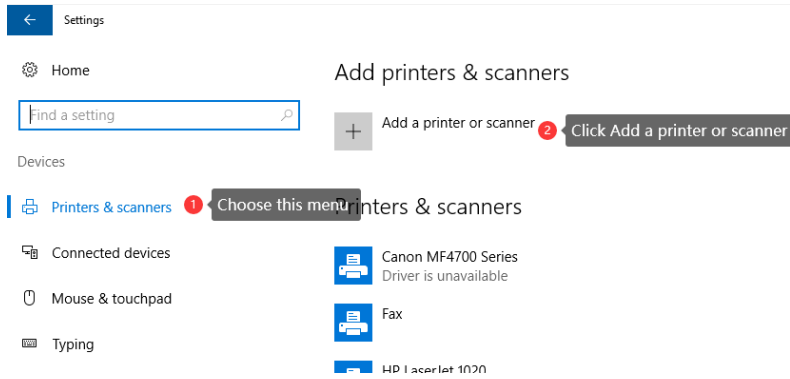 Settings
Home
Find a setting
Devices
Printers & scanners
1 Choose this menu
Connected devices
Mouse & touchpad
Typing
Add printers & scanners
Add a printer or scanner
2 Click Add a printer or scanner
Printers & scanners
Canon MF4700 Series
Driver is unavailable
Fax
HP LaserJet 1020